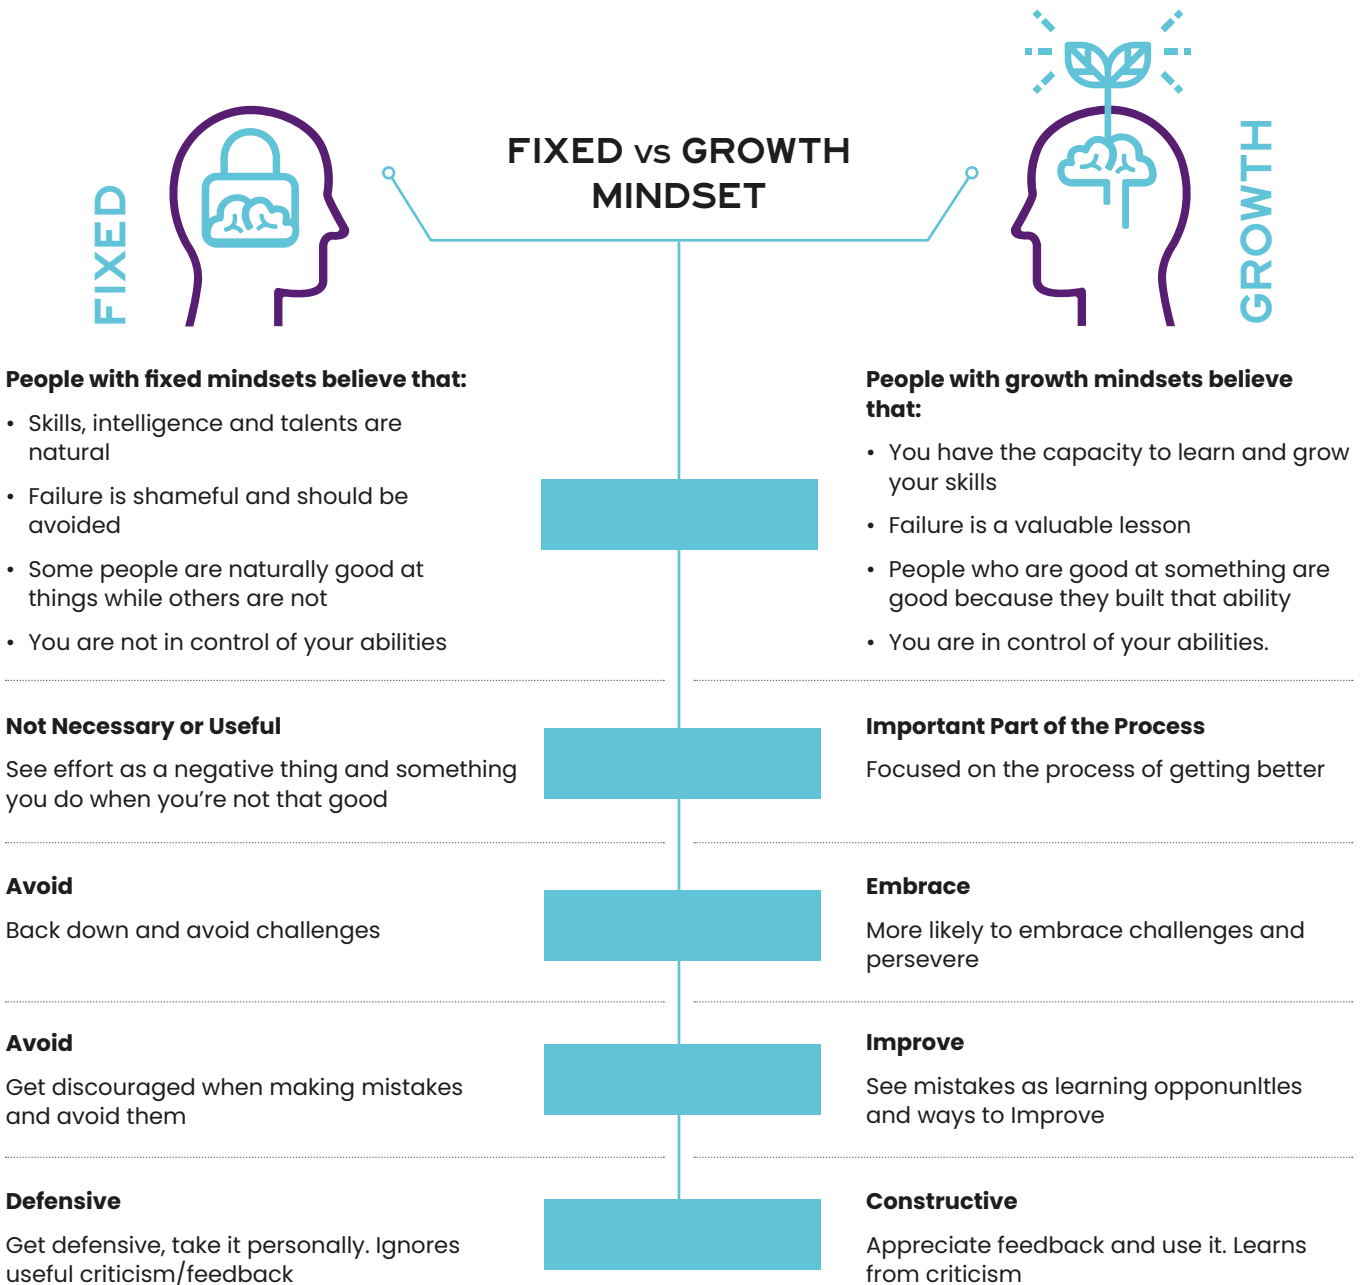 FIXED vs GROWTH
MINDSET
FIXED
GROWTH
People with fixed mindsets believe that:
• Skills, intelligence and talents are
natural
• Failure is shameful and should be
avoided
• Some people are naturally good at
things while others are not
• You are not in control of your abilities
People with growth mindsets believe
that:
• You have the capacity to learn and grow
your skills
• Failure is a valuable lesson
• People who are good at something are
good because they built that ability
• You are in control of your abilities.
Not Necessary or Useful
See effort as a negative thing and something
you do when you're not that good
Important Part of the Process
Focused on the process of getting better
Avoid
Back down and avoid challenges
Embrace
More likely to embrace challenges and
persevere
Avoid
Get discouraged when making mistakes
and avoid them
Improve
See mistakes as learning opponunltles
and ways to Improve
Defensive
Get defensive, take it personally. Ignores
useful criticism/feedback
Constructive
Appreciate feedback and use it. Learns
from criticism